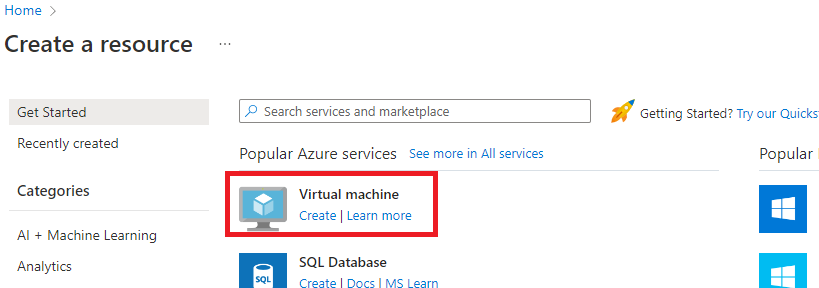 Home >
Create a resource ...
Get Started
Recently created
Categories
AI + Machine Learning
Analytics
Search services and marketplace
Getting Started? Try our Quicks
Popular Azure services See more in All services
Virtual machine
Create | Learn more
SQL
SQL Database
Create | Docs | MS Learn
Popular